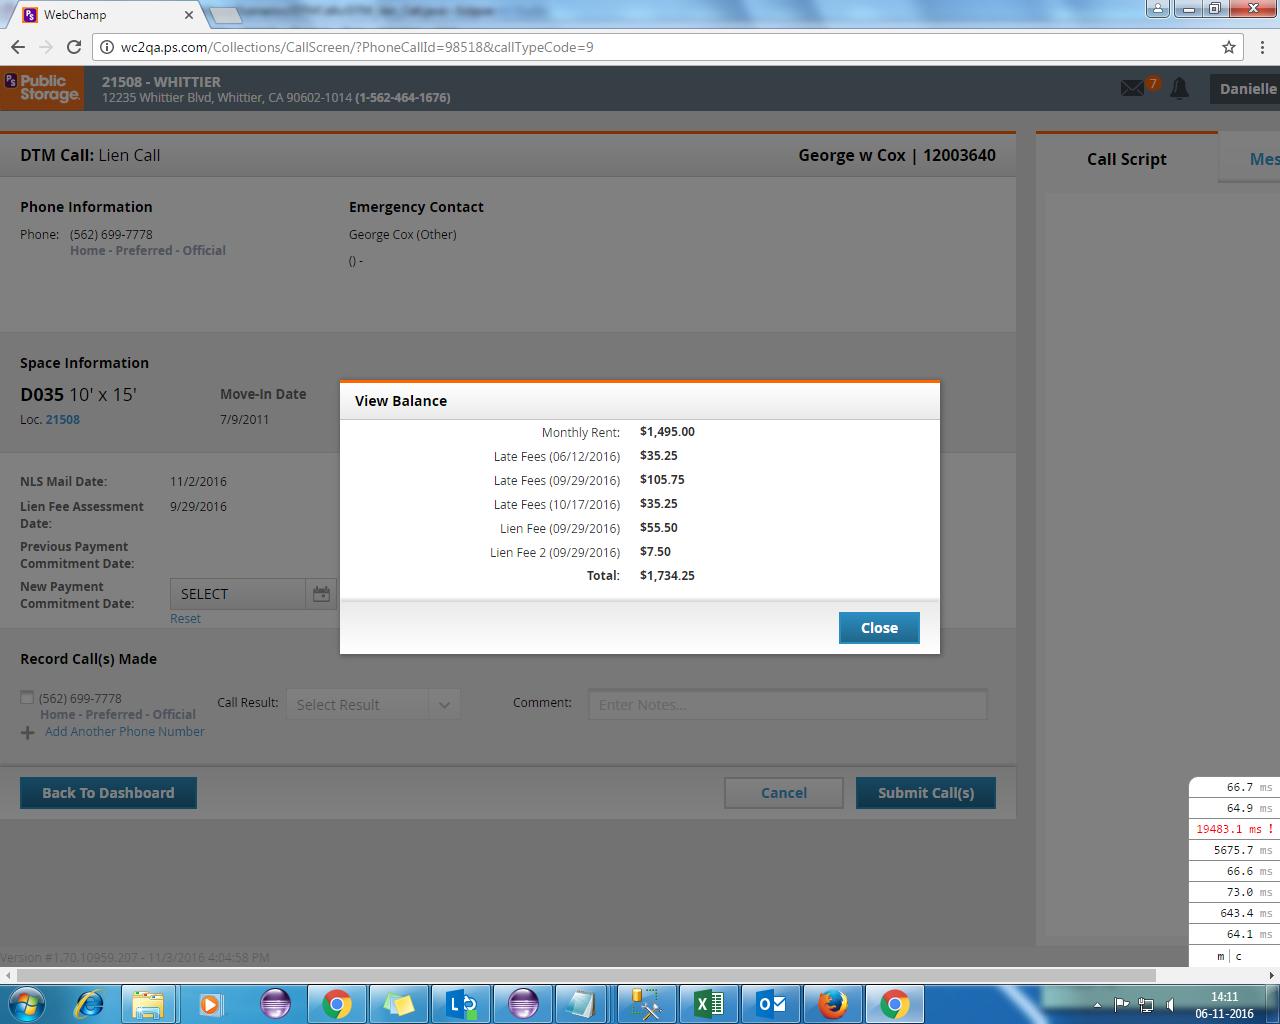 WebChamp
wc2qa.ps.com/Collections/CallScreen/?PhoneCallId=98518&callTypeCode=9
PS Public
Storage.
21508 - WHITTIER
12235 Whittier Blvd, Whittier, CA 90602-1014 (1-562-464-1676)
7
Danielle
DTM Call: Lien Call
George w Cox | 12003640
Call Script
Mes
Phone Information
Emergency Contact
Phone: (562) 699-7778
Home - Preferred - Official
George Cox (Other)
() -
Space Information
D035 10' x 15'
Move-In Date
Loc. 21508
7/9/2011
View Balance
Monthly Rent: $1,495.00
Late Fees (06/12/2016) $35.25
Late Fees (09/29/2016) $105.75
Late Fees (10/17/2016) $35.25
Lien Fee (09/29/2016) $55.50
Lien Fee 2 (09/29/2016) $7.50
Total: $1,734.25
Close
NLS Mail Date: 11/2/2016
Lien Fee Assessment 9/29/2016
Date:
Previous Payment
Commitment Date:
New Payment
Commitment Date:
SELECT
Reset
Record Call(s) Made
(562) 699-7778
Home - Preferred - Official
Call Result: Select Result
Comment: Enter Notes...
Add Another Phone Number
Back To Dashboard
Cancel
Submit Call(s)
66.7 ms
64.9 ms
19483.1 ms !
5675.7 ms
66.6 ms
73.0 ms
643.4 ms
64.1 ms
m | c
Version #1.70.10959.207 - 11/3/2016 4:04:58 PM
14:11
06-11-2016